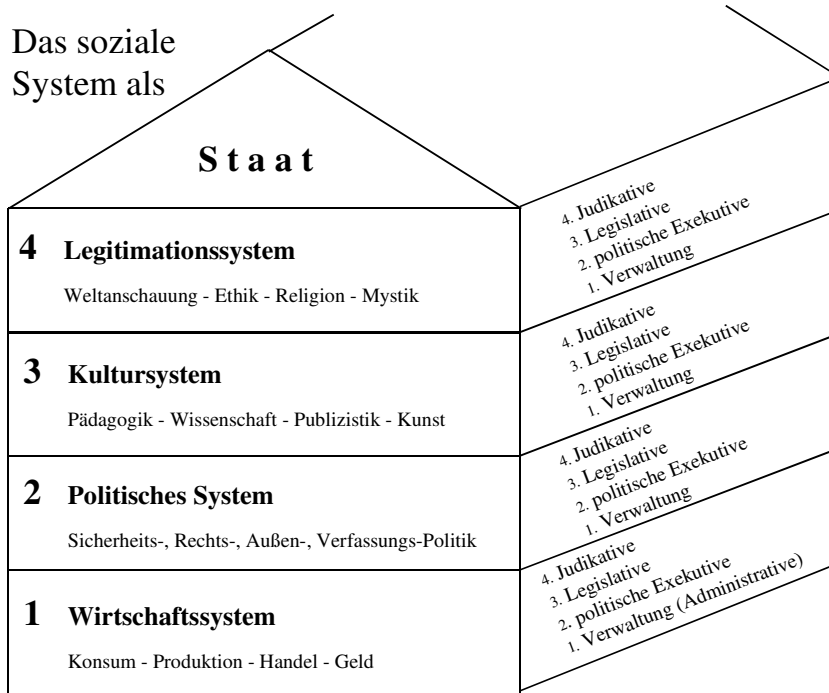 Das soziale
System als
S t a a t
4 Legitimationssystem
Weltanschauung - Ethik - Religion - Mystik
4. Judikative
3. Legislative
2. politische Exekutive
1. Verwaltung
3 Kultursystem
Pädagogik - Wissenschaft - Publizistik - Kunst
4. Judikative
3. Legislative
2. politische Exekutive
1. Verwaltung
2 Politisches System
Sicherheits-, Rechts-, Außen-, Verfassungs-Politik
4. Judikative
3. Legislative
2. politische Exekutive
1. Verwaltung
1 Wirtschaftssystem
Konsum - Produktion - Handel - Geld
4. Judikative
3. Legislative
2. politische Exekutive
1. Verwaltung (Administrative)